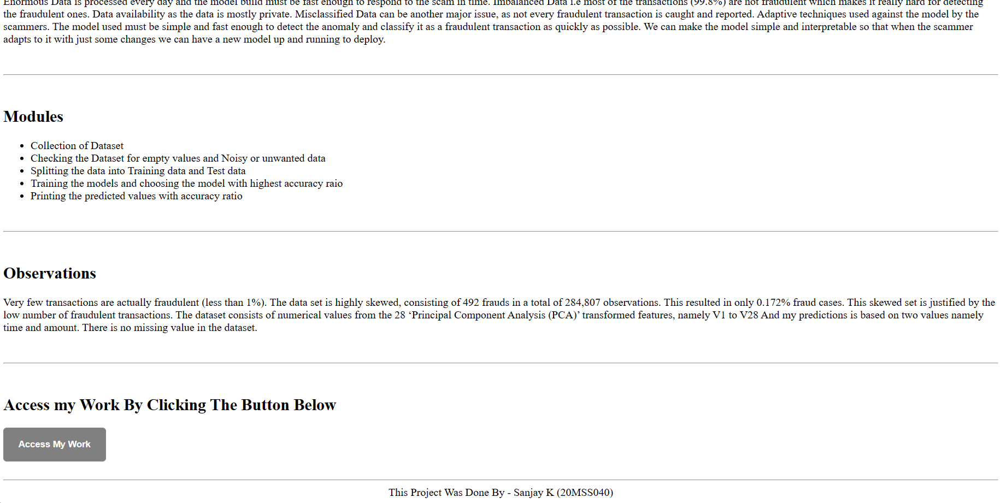 Enormous Data is processed every day and the model build must be fast enough to respond to the scam in time. Imbalanced Data i.e most of the transactions (99.8%) are not fraudulent which makes it really hard for detecting
the fraudulent ones. Data availability as the data is mostly private. Misclassified Data can be another major issue, as not every fraudulent transaction is caught and reported. Adaptive techniques used against the model by the
scammers. The model used must be simple and fast enough to detect the anomaly and classify it as a fraudulent transaction as quickly as possible. We can make the model simple and interpretable so that when the scammer
adapts to it with just some changes we can have a new model up and running to deploy.
Modules
• Collection of Dataset
• Checking the Dataset for empty values and Noisy or unwanted data
• Splitting the data into Training data and Test data
• Training the models and choosing the model with highest accuracy raio
• Printing the predicted values with accuracy ratio
Observations
Very few transactions are actually fraudulent (less than 1%). The data set is highly skewed, consisting of 492 frauds in a total of 284,807 observations. This resulted in only 0.172% fraud cases. This skewed set is justified by the
low number of fraudulent transactions. The dataset consists of numerical values from the 28 ‘Principal Component Analysis (PCA)’ transformed features, namely V1 to V28 And my predictions is based on two values namely
time and amount. There is no missing value in the dataset.
Access my Work By Clicking The Button Below
Access My Work
This Project Was Done By - Sanjay K (20MSS040)